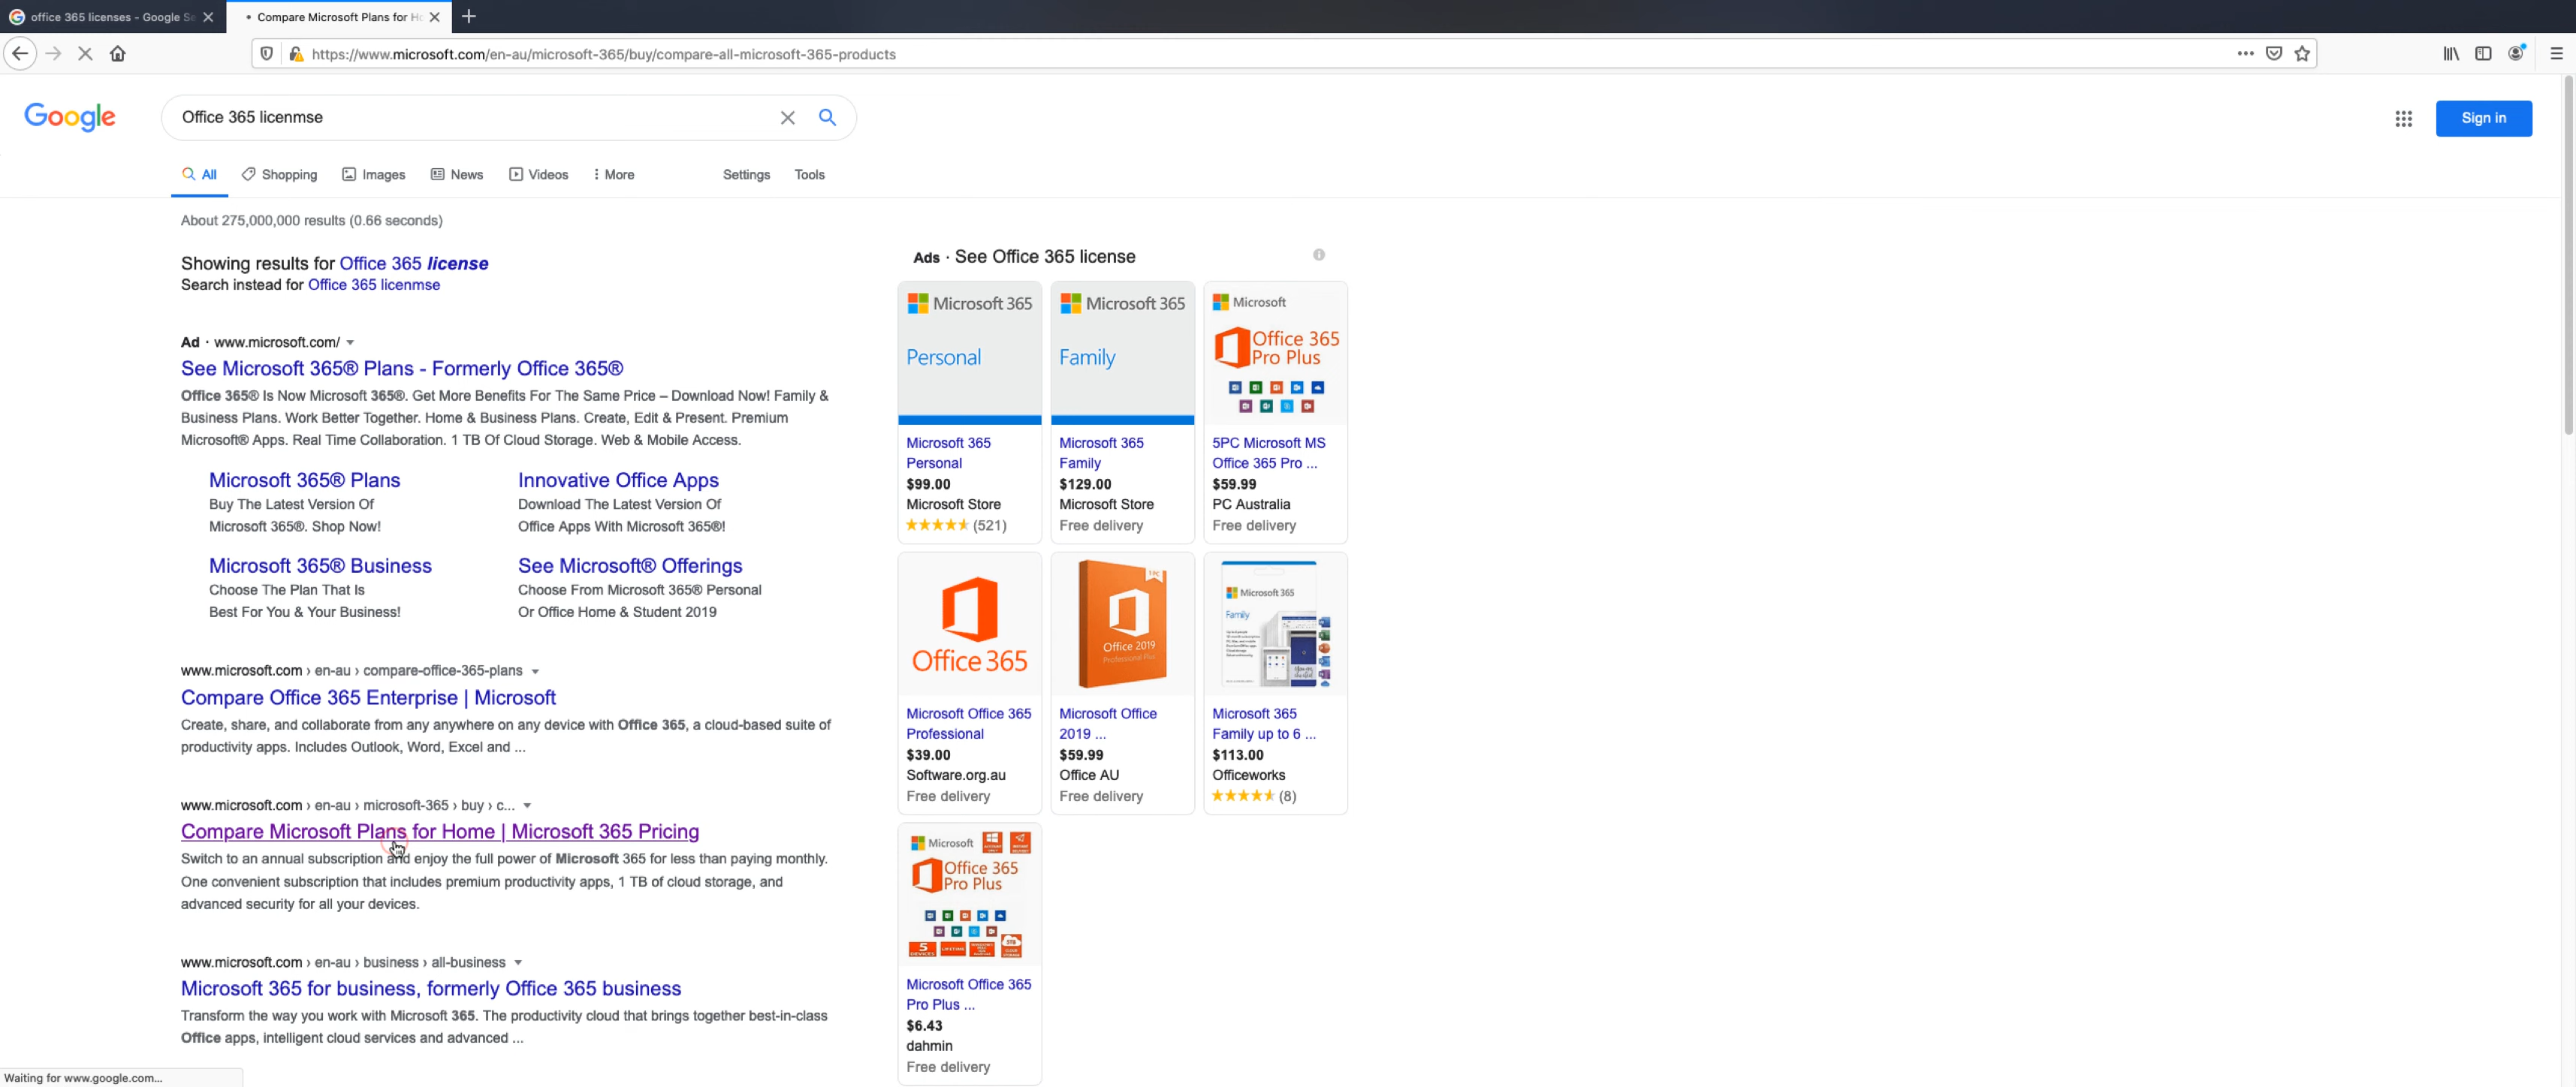 office 365 licenses - Google Se
Compare Microsoft Plans for Ho
https://www.microsoft.com/en-au/microsoft-365/buy/compare-all-microsoft-365-products
Google
Office 365 licenmse
Sign in
All
Shopping
Images
News
Videos
More
Settings
Tools
About 275,000,000 results (0.66 seconds)
Showing results for Office 365 license
Search instead for Office 365 licenmse
Ad · www.microsoft.com/
See Microsoft 365® Plans - Formerly Office 365®
Office 365® Is Now Microsoft 365®. Get More Benefits For The Same Price – Download Now! Family &
Business Plans. Work Better Together. Home & Business Plans. Create, Edit & Present. Premium
Microsoft® Apps. Real Time Collaboration. 1 TB Of Cloud Storage. Web & Mobile Access.
Microsoft 365® Plans
Buy The Latest Version Of
Microsoft 365®. Shop Now!
Innovative Office Apps
Download The Latest Version Of
Office Apps With Microsoft 365®!
Microsoft 365® Business
Choose The Plan That Is
Best For You & Your Business!
See Microsoft® Offerings
Choose From Microsoft 365® Personal
Or Office Home & Student 2019
www.microsoft.com › en-au › compare-office-365-plans
Compare Office 365 Enterprise | Microsoft
Create, share, and collaborate from any anywhere on any device with Office 365, a cloud-based suite of
productivity apps. Includes Outlook, Word, Excel and ...
www.microsoft.com › en-au › microsoft-365 › buy › c...
Compare Microsoft Plans for Home | Microsoft 365 Pricing
Switch to an annual subscription and enjoy the full power of Microsoft 365 for less than paying monthly.
One convenient subscription that includes premium productivity apps, 1 TB of cloud storage, and
advanced security for all your devices.
www.microsoft.com › en-au › business › all-business
Microsoft 365 for business, formerly Office 365 business
Transform the way you work with Microsoft 365. The productivity cloud that brings together best-in-class
Office apps, intelligent cloud services and advanced ...
Waiting for www.google.com...
Ads · See Office 365 license
Microsoft 365
Personal
Microsoft 365
Personal
$99.00
Microsoft Store
(521)
Microsoft 365
Family
Microsoft 365
Family
$129.00
Microsoft Store
Free delivery
Microsoft
Office 365
Pro Plus
5PC Microsoft MS
Office 365 Pro ...
$59.99
PC Australia
Free delivery
Office 365
Microsoft Office 365
Professional
$39.00
Software.org.au
Free delivery
Office 2019
Professional Plus
Microsoft Office
2019 ...
$59.99
Office AU
Free delivery
Microsoft 365
Family
Microsoft 365
Family up to 6 ...
$113.00
Officeworks
(8)
Microsoft
Office 365
Pro Plus
5
DEVICES
LIFETIME
5TB
Microsoft Office 365
Pro Plus ...
$6.43
dahmin
Free delivery